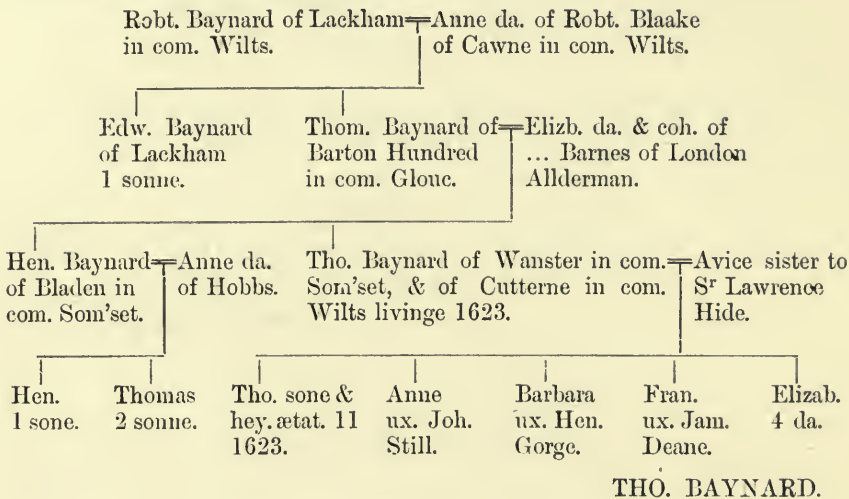 Robt. Baynard of Lackham
in com. Wilts.
Anne da. of Robt. Blaake
of Cawne in com. Wilts.
Edw. Baynard
of Lackham
1 sonne.
Thom. Baynard of
Barton Hundred
in com. Glouc.
Elizb. da. & coh. of
... Barnes of London
Allderman.
Hen. Baynard
of Bladen in
com. Som'set.
Anne da.
of Hobbs.
Tho. Baynard of Wanster in com.
Som'set, & of Cutterne in com.
Wilts livinge 1623.
Avice sister to
Sr Lawrence
Hide.
Hen.
1 sone.
Thomas
2 sonne.
Tho. sone &
hey. ætat. 11
1623.
Anne
ux. Joh.
Still.
Barbara
ux. Hen.
Gorge.
Fran.
ux. Jam.
Deane.
Elizab.
4 da.
THO. BAYNARD.